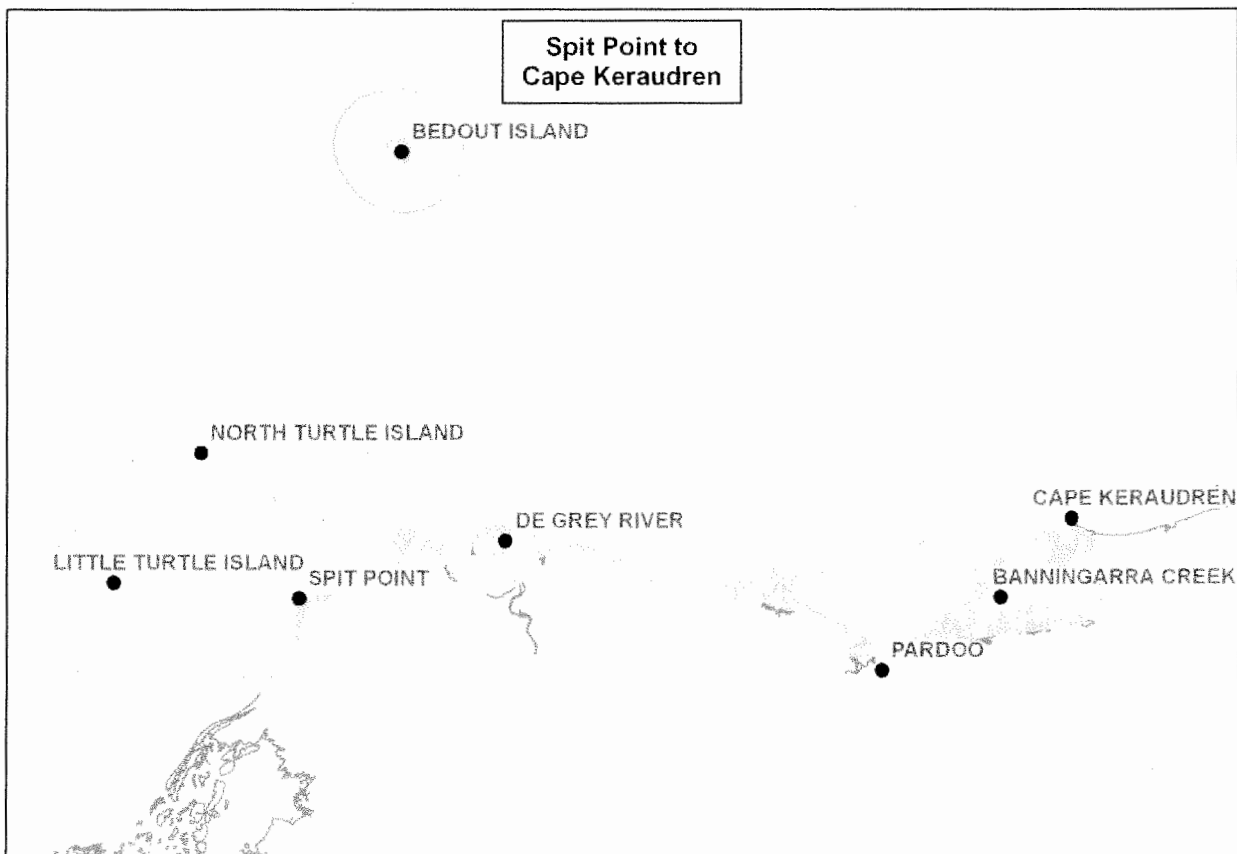 Spit Point to
Cape Keraudren
BEDOUT ISLAND
NORTH TURTLE ISLAND
CAPE KERAUDREN
DE GREY RIVER
LITTLE TURTLE ISLAND
SPIT POINT
BANNINGARRA CREEK
PARDOO